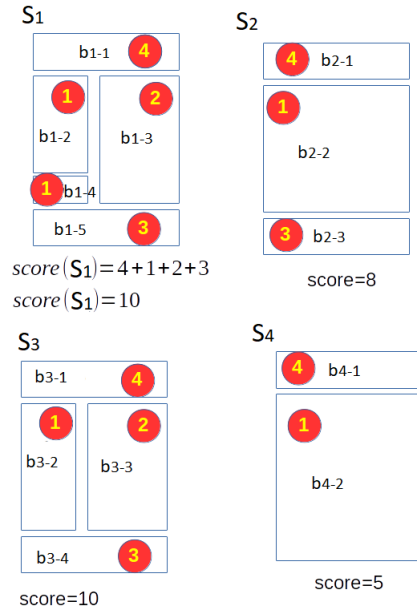 S1
b1-1 4
1 2
b1-2 b1-3
1 b1-4
b1-5 3
score(S1)=4+1+2+3
score(S1)=10
S2
4 b2-1
1
b2-2
3 b2-3
score=8
S3
b3-1 4
1 2
b3-2 b3-3
b3-4 3
score=10
S4
4 b4-1
1
b4-2
score=5